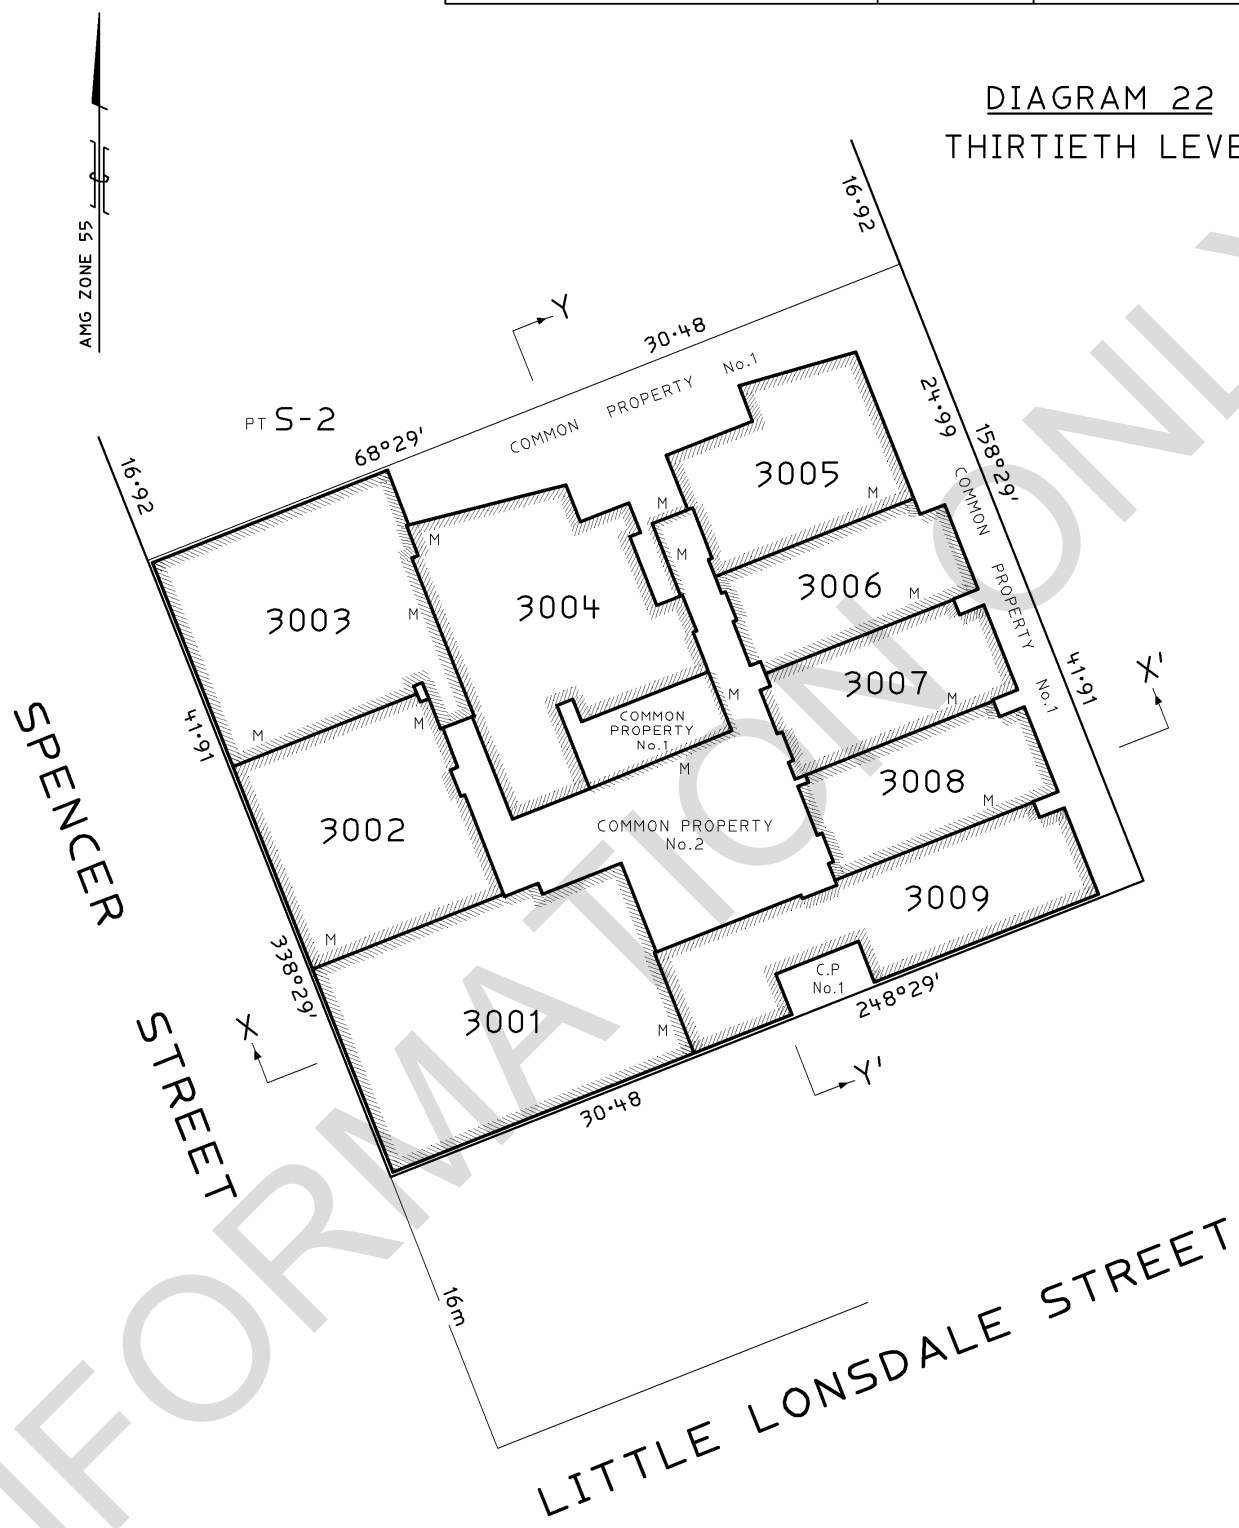 DIAGRAM 22
THIRTIETH LEVE
AMG ZONE 55
16·92
Y
30·48
COMMON PROPERTY No.1
PT S-2
68°29'
24·99
158°29'
16·92
3005
M
M
COMMON PROPERTY No.1
M
M
3006
M
3003
M
3004
3007
M
41·91
X'
M
M
M
COMMON
PROPERTY
No.1
M
41·91
SPENCER
STREET
3002
3008
M
COMMON PROPERTY
No.2
3009
M
338°29'
C.P
No.1
248°29'
X
3001
M
Y'
30·48
16m
LITTLE LONSDALE STREET
FORMATION ONLY